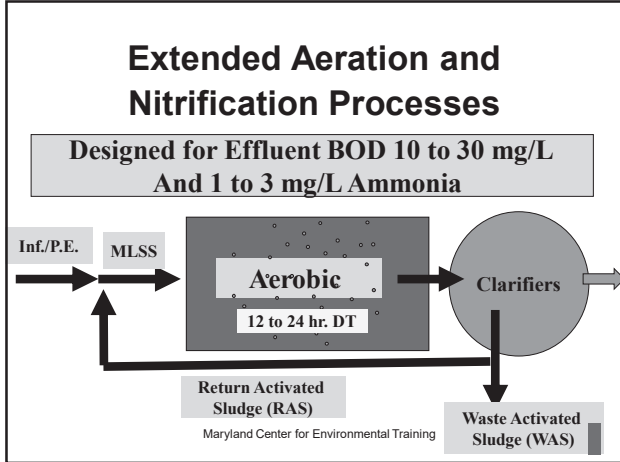 Extended Aeration and
Nitrification Processes
Designed for Effluent BOD 10 to 30 mg/L
And 1 to 3 mg/L Ammonia
Inf./P.E.
MLSS
Aerobic
12 to 24 hr. DT
Clarifiers
Return Activated
Sludge (RAS)
Maryland Center for Environmental Training
Waste Activated
Sludge (WAS)